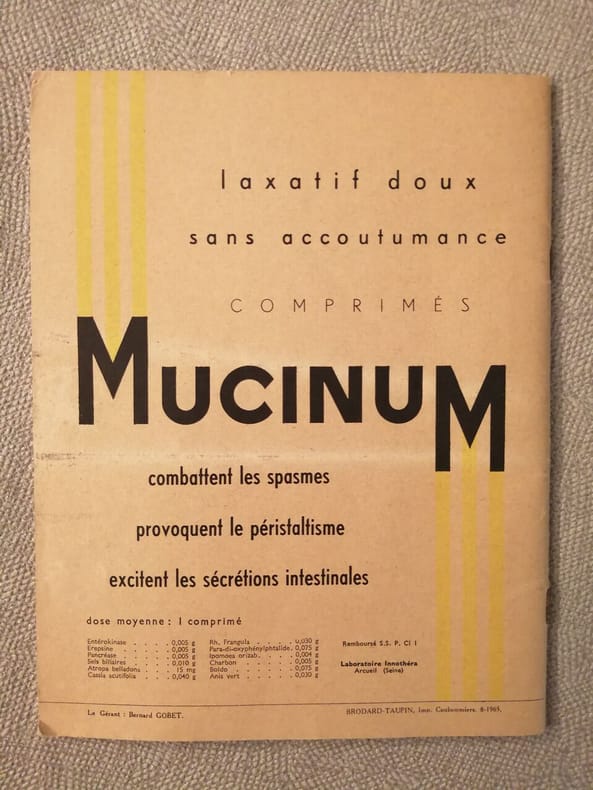 laxatif doux
sans accoutumance
COMPRIMÉS
MUCINUM
combattent les spasmes
provoquent le péristaltisme
excitent les sécrétions intestinales
dose moyenne : 1 comprimé
Entérokinase . . . . 0,005 g
Erepsine . . . . 0,005 g
Pancréase . . . . 0,005 g
Sels biliaires . . . . 0,010 g
Atropa belladona . . . . 15 mg
Cassia acutifolia . . . . 0,040 g
Rh. Frangula . . . . 0,030 g
Para-di-oxyphénylphtalide. 0,075 g
Ipomoea orizab. . . . 0,004 g
Charbon . . . . 0,005 g
Boldo . . . . 0,075 g
Anis vert . . . . 0,030 g
Remboursé S.S. P. Cl 1
Laboratoire Innothéra
Arcueil (Seine)
Le Gérant : Bernard GOBET.
BRODARD-TAUPIN, Imp. Coulommiers. 8-1965.